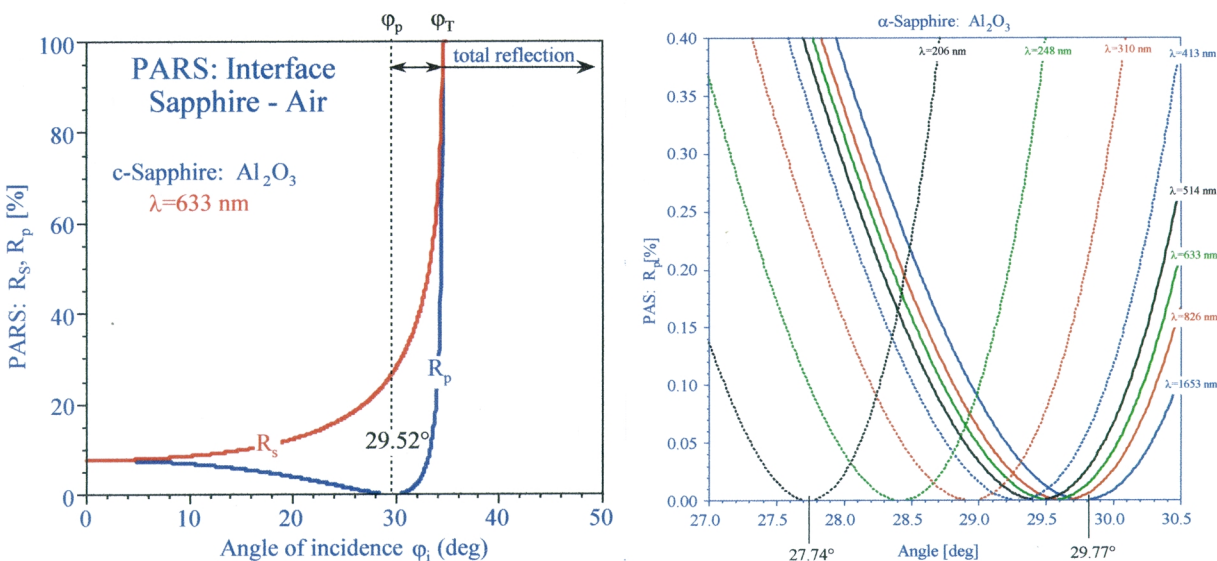 φp φT
100
80
60
40
20
0
PARS: RS, Rp [%]
PARS: Interface
Sapphire - Air
c-Sapphire: Al2O3
λ=633 nm
total reflection
Rs
Rp
29.52°
0 10 20 30 40 50
Angle of incidence φi (deg)
α-Sapphire: Al2O3
0.40
0.35
0.30
0.25
0.20
0.15
0.10
0.05
0.00
PAS: Rp[%]
λ=206 nm
λ=248 nm
λ=310 nm
λ=413 nm
λ=514 nm
λ=633 nm
λ=826 nm
λ=1653 nm
27.0 27.5 28.0 28.5 29.0 29.5 30.0 30.5
27.74°
Angle [deg]
29.77°